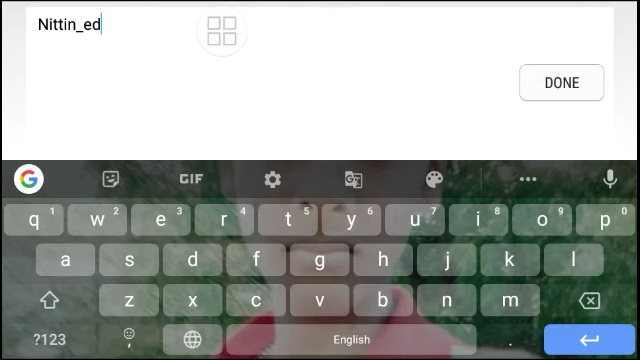 Nittin_ed
DONE
G GIF
q 1 w 2 e 3 r 4 t 5 y 6 u 7 i 8 o 9 p 0
a s d f g h j k l
z x c v b n m
?123 , English .